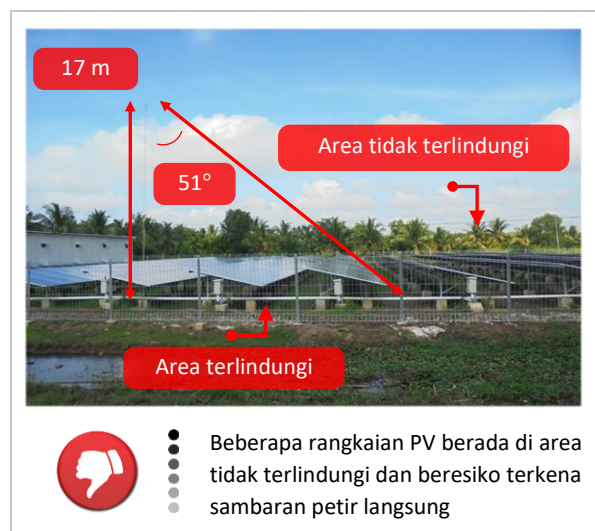 17 m
Area tidak terlindungi
51°
Area terlindungi
Beberapa rangkaian PV berada di area
tidak terlindungi dan beresiko terkena
sambaran petir langsung